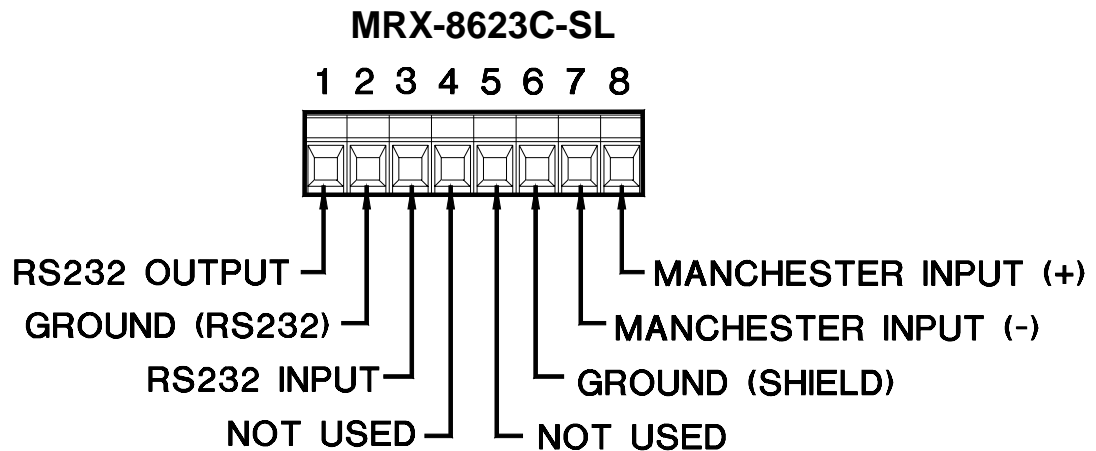 MRX-8623C-SL
1 2 3 4 5 6 7 8
RS232 OUTPUT
MANCHESTER INPUT (+)
GROUND (RS232)
MANCHESTER INPUT (-)
RS232 INPUT
GROUND (SHIELD)
NOT USED
NOT USED